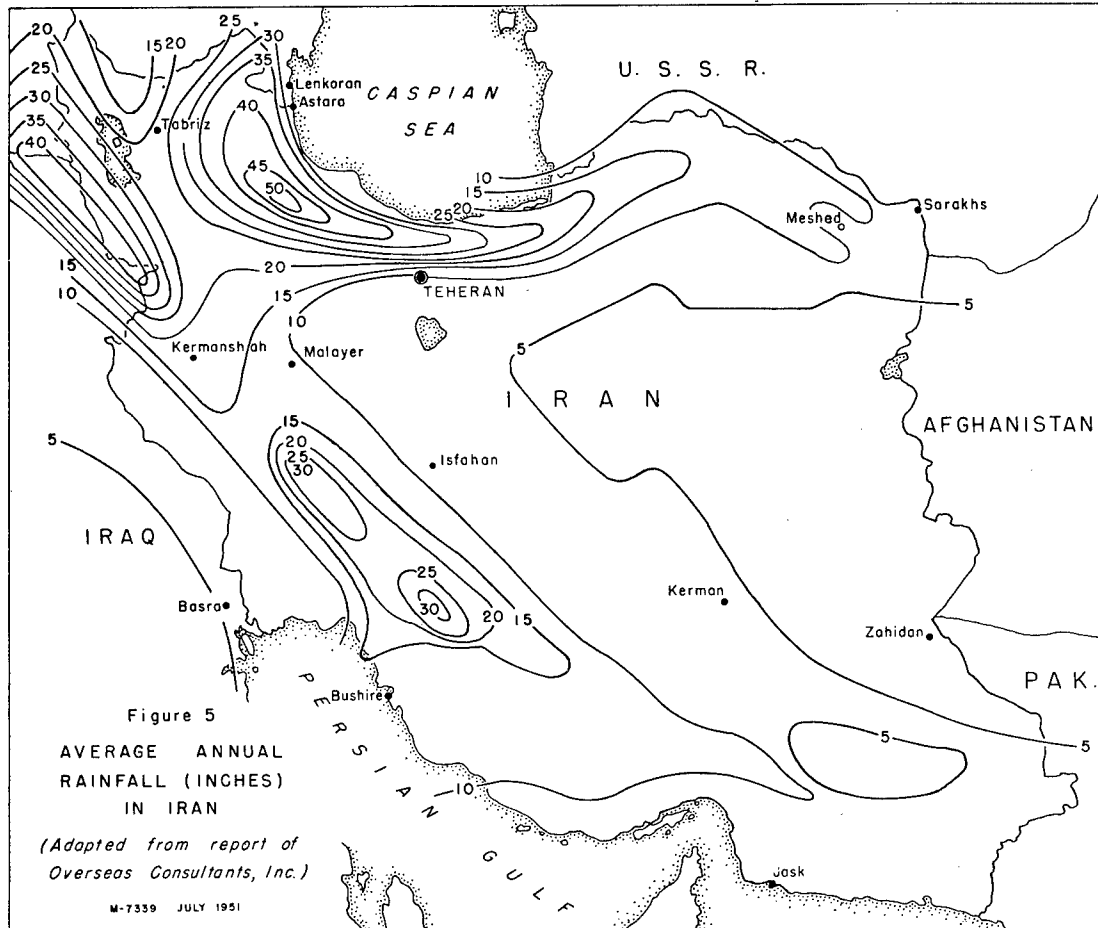 25
20
15 20
30
35
25
30
35
40
U. S. S. R.
Lenkoran
Astara
CASPIAN
SEA
Tabriz
40
45
50
10
15
25 20
Meshed
Sarakhs
20
15
10
TEHERAN
15
10
5
Kermanshah
Malayer
5
I R A N
AFGHANISTAN
5
15
20
25
30
Isfahan
IRAQ
25
30
20
15
Basra
Kerman
Zahidan
PAK.
Bushire
PERSIAN GULF
5
5
10
Jask
Figure 5
AVERAGE ANNUAL
RAINFALL (INCHES)
IN IRAN
(Adapted from report of
Overseas Consultants, Inc.)
M-7339 JULY 1951